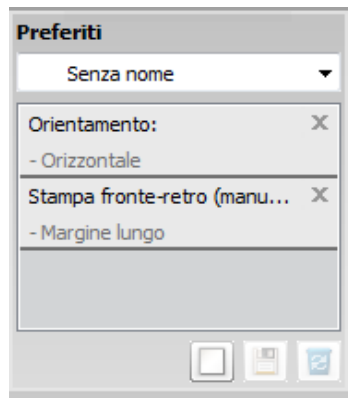 Preferiti
Senza nome
Orientamento:
- Orizzontale
Stampa fronte-retro (manu...
- Margine lungo